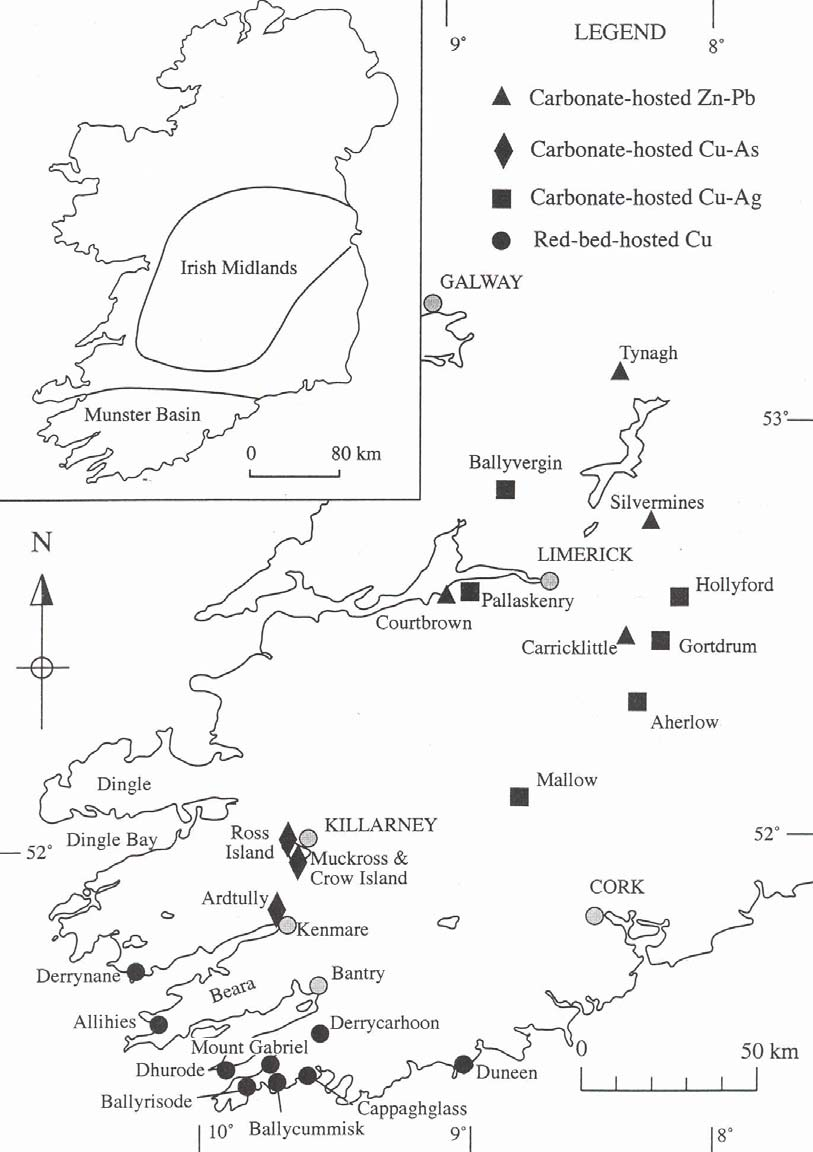 LEGEND
9°
8°
Carbonate-hosted Zn-Pb
Carbonate-hosted Cu-As
Carbonate-hosted Cu-Ag
Red-bed-hosted Cu
Irish Midlands
Munster Basin
0
80 km
GALWAY
Tynagh
53°
Ballyvergin
Silvermines
N
LIMERICK
Hollyford
Pallaskenry
Courtbrown
Carricklittle
Gortdrum
Aherlow
Dingle
Mallow
Dingle Bay
Ross
Island
KILLARNEY
52°
52°
Muckross &
Crow Island
Ardtully
CORK
Kenmare
Derrynane
Bantry
Beara
Allihies
Derrycarhoon
Mount Gabriel
0
50 km
Dhurode
Duneen
Ballyrisode
Cappaghglass
Ballycummisk
10°
9°
8°